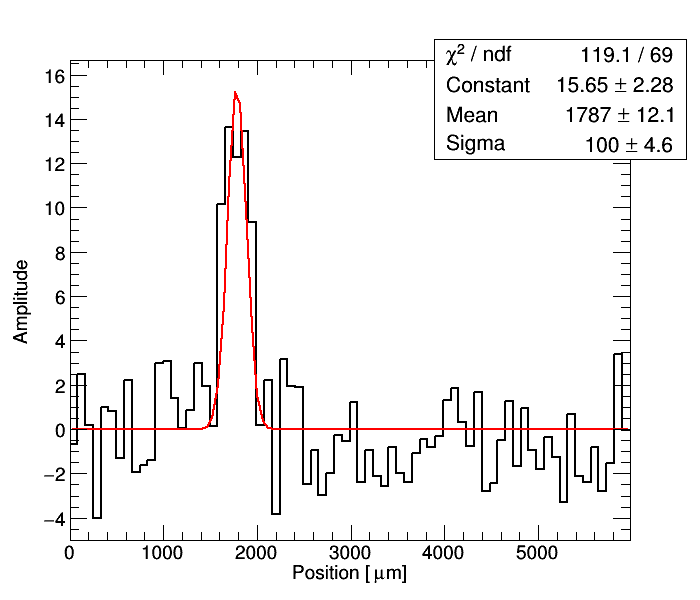 χ² / ndf 119.1 / 69
Constant 15.65 ± 2.28
Mean 1787 ± 12.1
Sigma 100 ± 4.6
16
14
12
10
8
6
4
2
0
−2
−4
Amplitude
0 1000 2000 3000 4000 5000
Position [ μm]